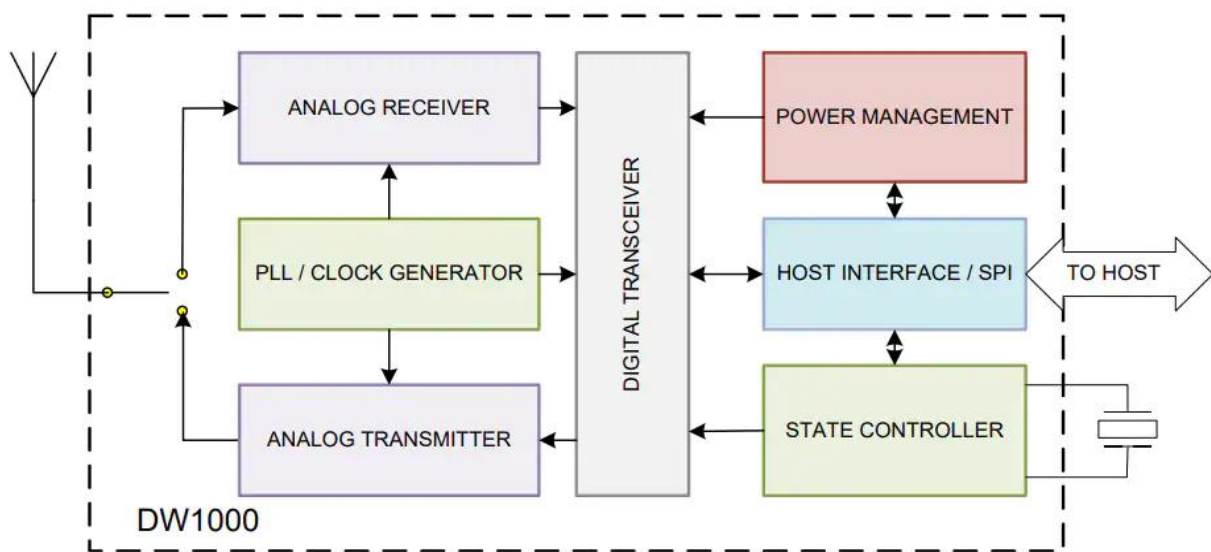 ANALOG RECEIVER
POWER MANAGEMENT
DIGITAL TRANSCEIVER
PLL / CLOCK GENERATOR
HOST INTERFACE / SPI
TO HOST
ANALOG TRANSMITTER
STATE CONTROLLER
DW1000